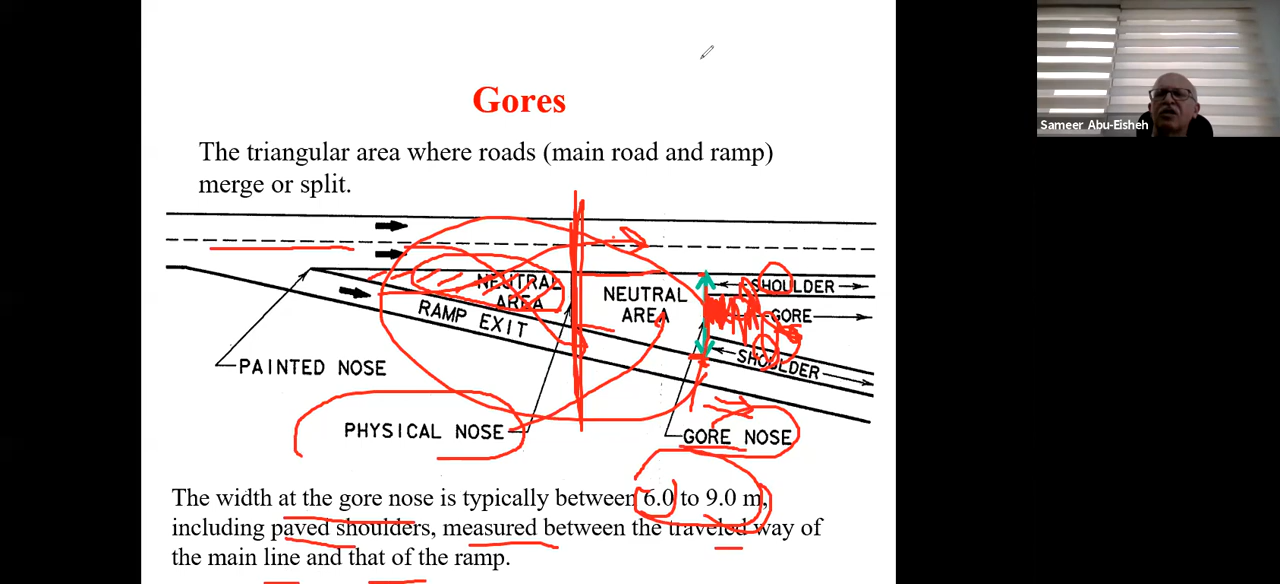 Gores
The triangular area where roads (main road and ramp)
merge or split.
NEUTRAL
AREA
NEUTRAL
AREA
RAMP EXIT
SHOULDER
GORE
SHOULDER
PAINTED NOSE
PHYSICAL NOSE
GORE NOSE
The width at the gore nose is typically between 6.0 to 9.0 m,
including paved shoulders, measured between the traveled way of
the main line and that of the ramp.
Sameer Abu-Eisheh